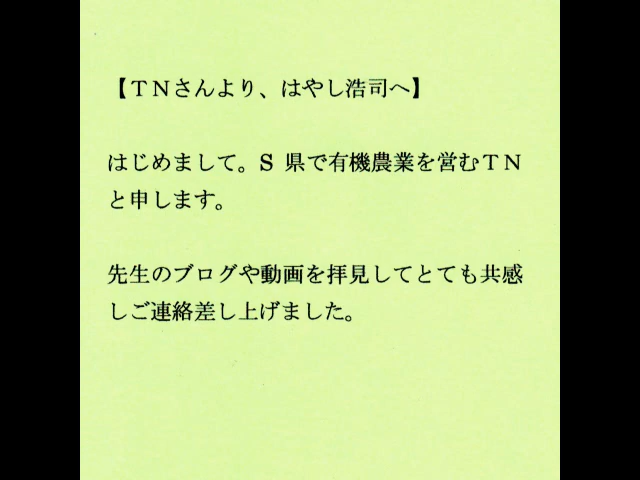 【ＴＮさんより、はやし浩司へ】
はじめまして。S 県で有機農業を営むＴＮ
と申します。
先生のブログや動画を拝見してとても共感
しご連絡差し上げました。